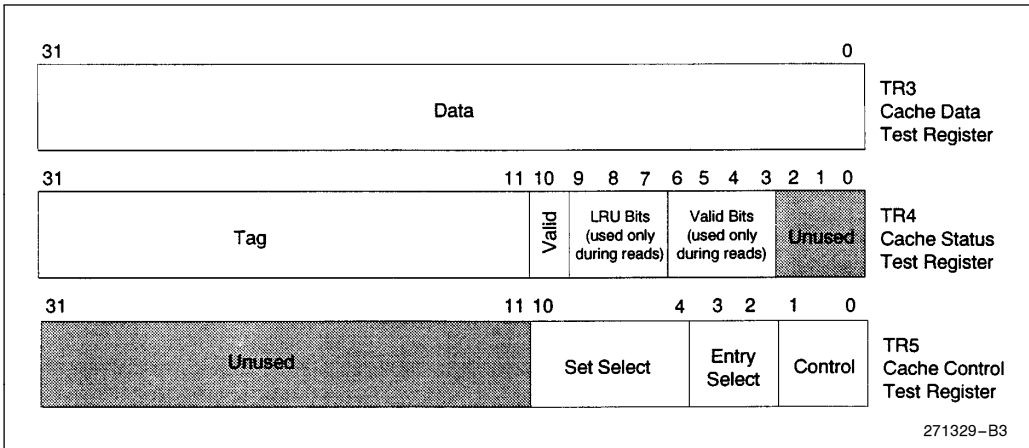 31 0
Data
TR3
Cache Data
Test Register
31 11 10 9 8 7 6 5 4 3 2 1 0
Tag
Valid
LRU Bits
(used only
during reads)
Valid Bits
(used only
during reads)
Unused
TR4
Cache Status
Test Register
31 11 10 4 3 2 1 0
Unused
Set Select
Entry
Select
Control
TR5
Cache Control
Test Register
271329–B3